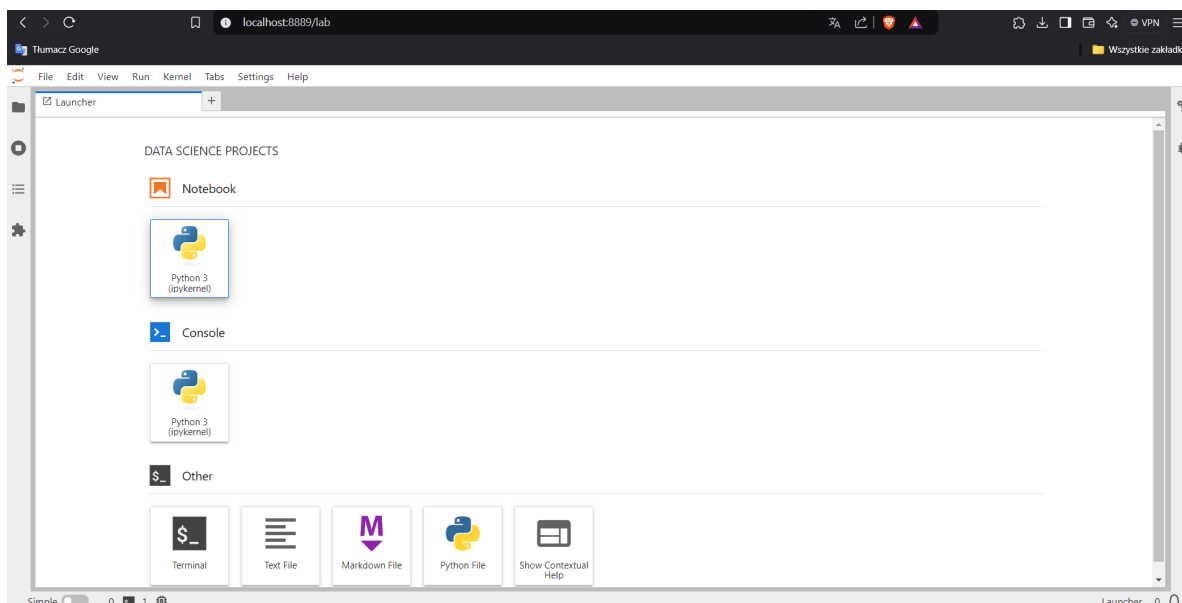 localhost:8889/lab
VPN
Tłumacz Google
Wszystkie zakładk
File Edit View Run Kernel Tabs Settings Help
Launcher +
DATA SCIENCE PROJECTS
Notebook
Python 3
(ipykernel)
>_ Console
Python 3
(ipykernel)
$_ Other
$_
M
Terminal
Text File
Markdown File
Python File
Show Contextual
Help
Simple 0 $_ 1
Launcher 0